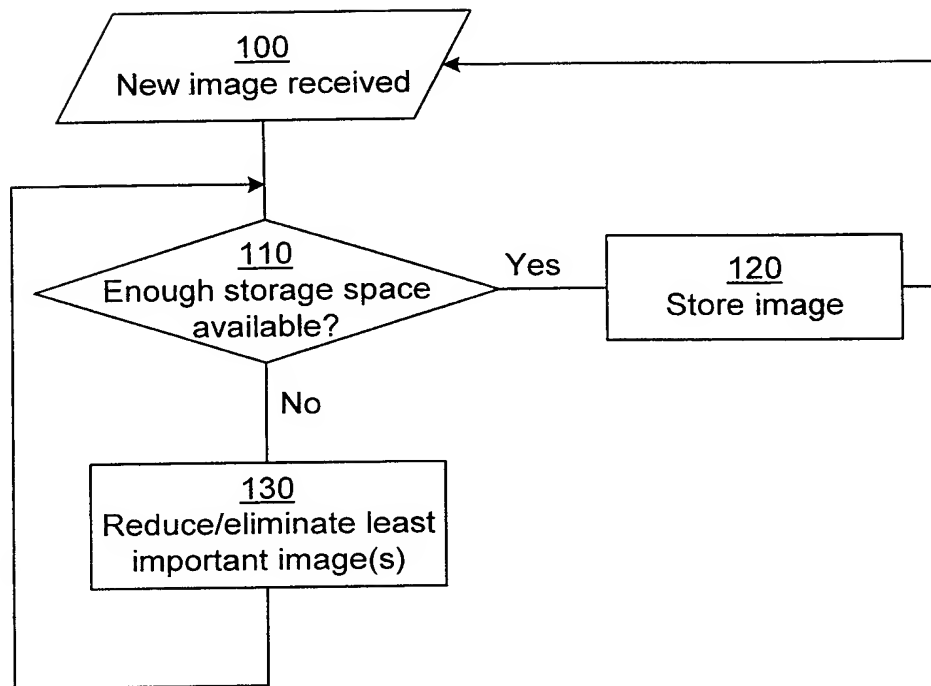 100
New image received
110
Enough storage space
available?
Yes
120
Store image
No
130
Reduce/eliminate least
important image(s)